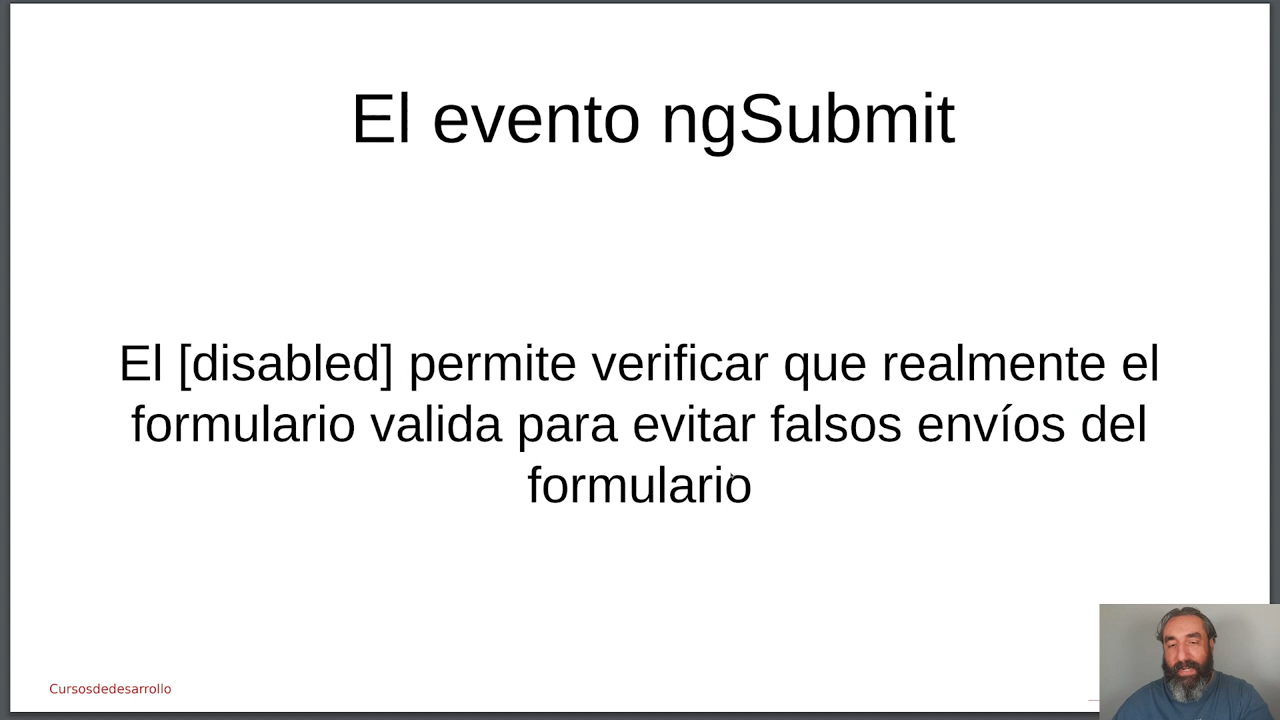 El evento ngSubmit
El [disabled] permite verificar que realmente el
formulario valida para evitar falsos envíos del
formulario
Cursosdedesarrollo